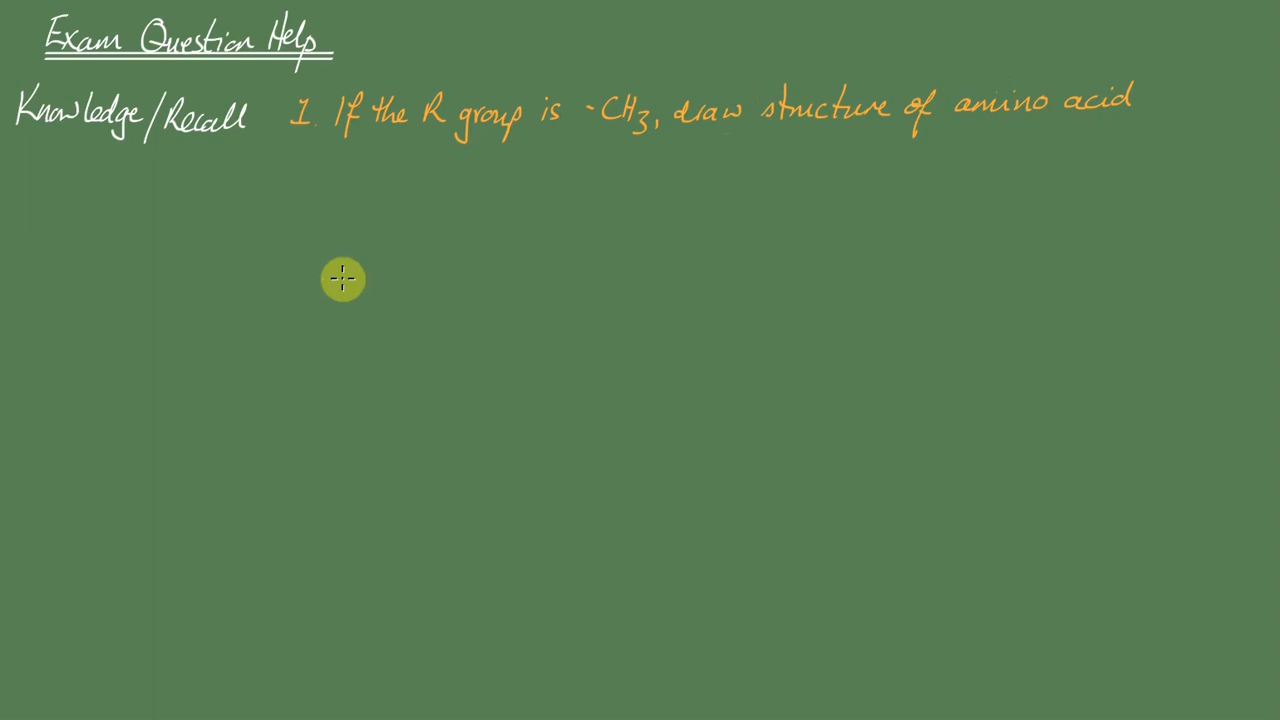 Exam Question Help
Knowledge/Recall 1. If the R group is -CH₃, draw structure of amino acid